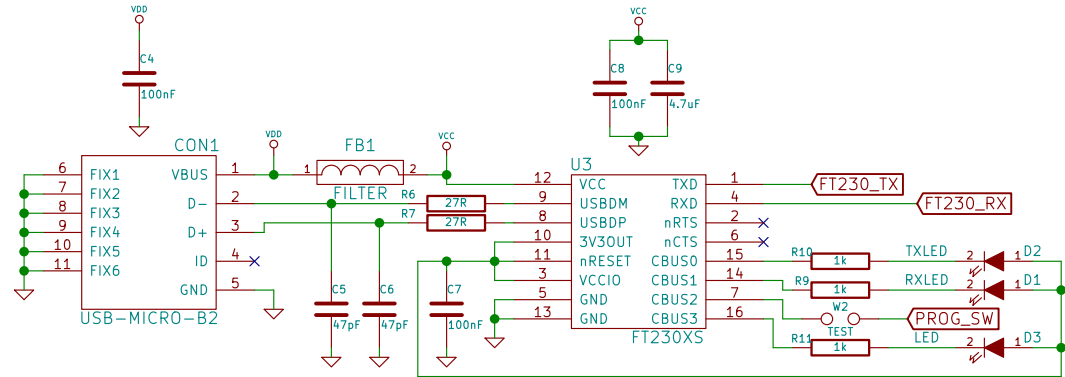 VDD
C4
100nF
VCC
C8
100nF
C9
4.7uF
CON1
6 FIX1
7 FIX2
8 FIX3
9 FIX4
10 FIX5
11 FIX6
VBUS 1
D- 2
D+ 3
ID 4
GND 5
USB-MICRO-B2
VDD
FB1
1 2
FILTER
VCC
R6
27R
R7
27R
C5
47pF
C6
47pF
C7
100nF
U3
12 VCC
9 USBDM
8 USBDP
10 3V3OUT
11 nRESET
3 VCCIO
5 GND
13 GND
TXD 1
RXD 4
nRTS 2
nCTS 6
CBUS0 15
CBUS1 14
CBUS2 7
CBUS3 16
FT230XS
FT230_TX
FT230_RX
R10
1k
TXLED
2 1 D2
R9
1k
RXLED
2 1 D1
W2
TEST
PROG_SW
R11
1k
LED
2 1 D3